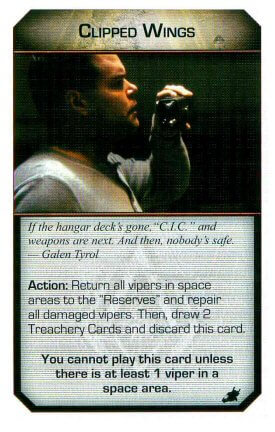 CLIPPED WINGS
If the hangar deck's gone, "C.I.C." and
weapons are next. And then, nobody's safe.
— Galen Tyrol
Action: Return all vipers in space
areas to the "Reserves" and repair
all damaged vipers. Then, draw 2
Treachery Cards and discard this card.
You cannot play this card unless
there is at least 1 viper in a
space area.